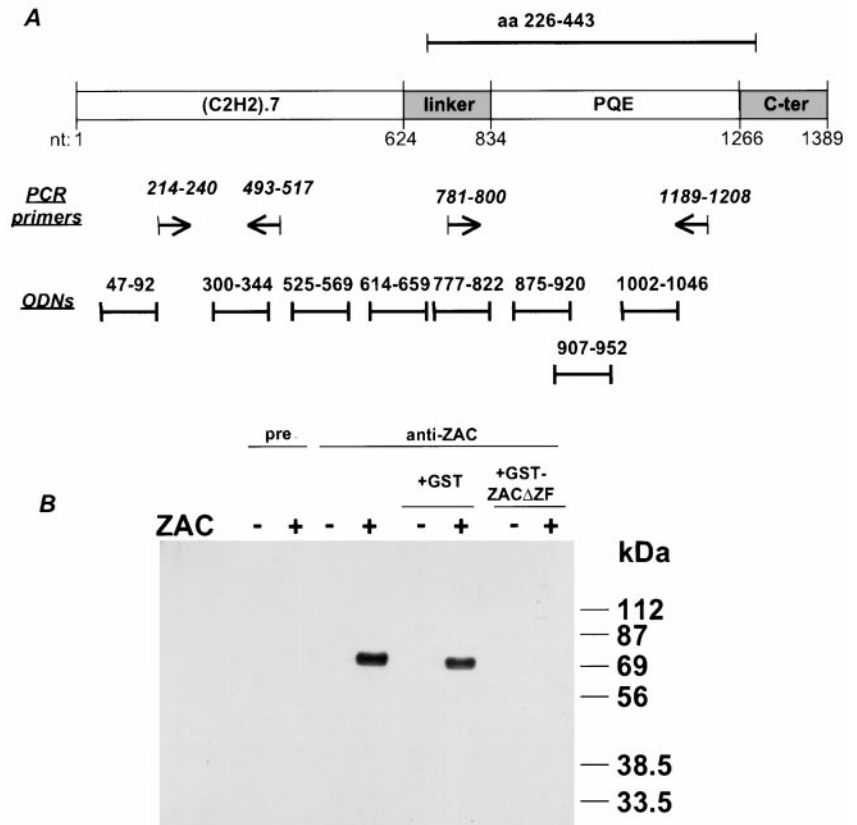 A
aa 226-443
(C2H2).7 linker PQE C-ter
nt: 1 624 834 1266 1389
PCR primers
214-240 493-517 781-800 1189-1208
ODNs
47-92 300-344 525-569 614-659 777-822 875-920 1002-1046
907-952
B
pre anti-ZAC
+GST +GST-
ZACΔZF
ZAC - + - + - + - +
kDa
112
87
69
56
38.5
33.5